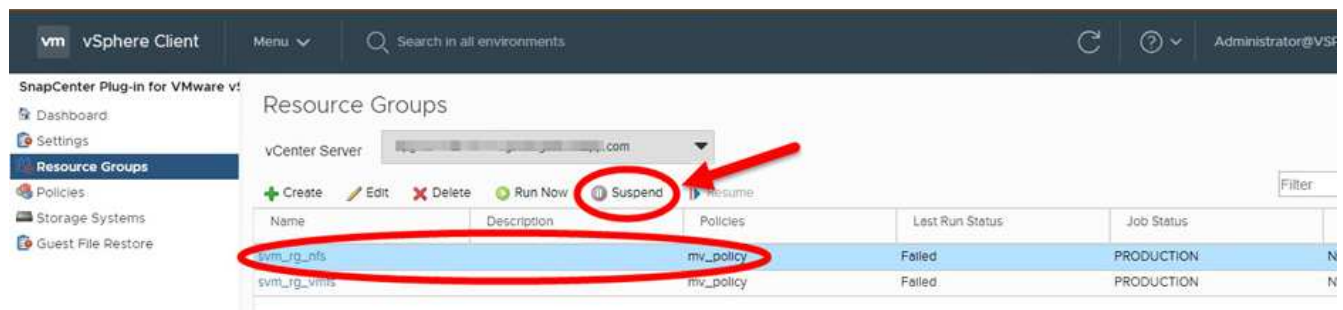 vm vSphere Client Menu Search in all environments Administrator@VSP
SnapCenter Plug-in for VMware vS
Dashboard
Settings
Resource Groups
Policies
Storage Systems
Guest File Restore
Resource Groups
vCenter Server .com
Create Edit Delete Run Now Suspend Resume Filter
Name Description Policies Last Run Status Job Status
svm_rg_nfs mv_policy Failed PRODUCTION N
svm_rg_vmfs mv_policy Failed PRODUCTION N